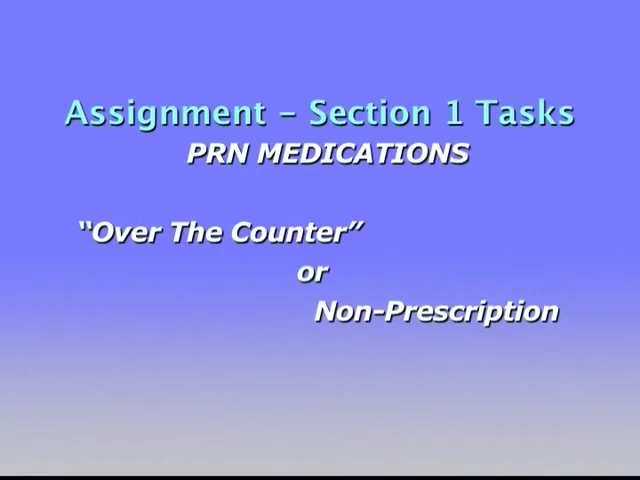 Assignment – Section 1 Tasks
PRN MEDICATIONS
“Over The Counter”
or
Non-Prescription